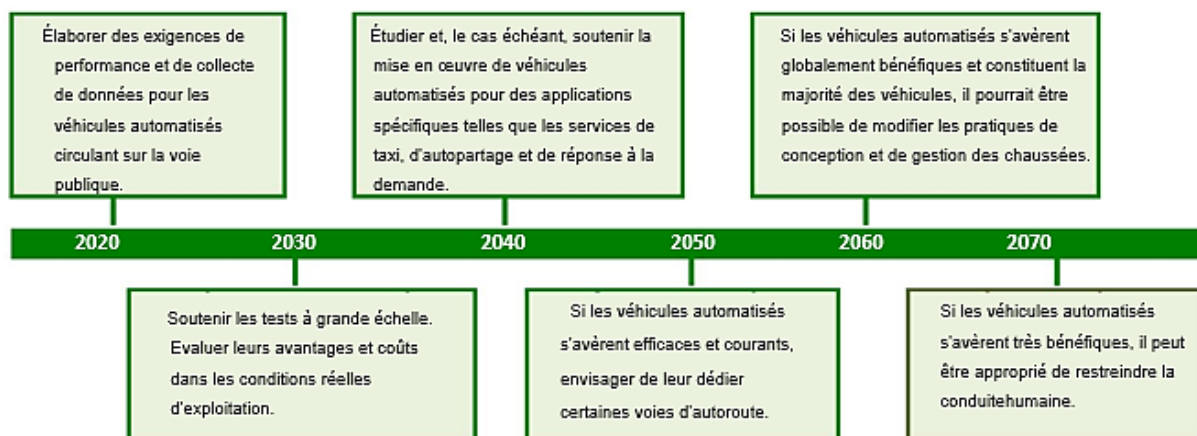 Élaborer des exigences de
performance et de collecte
de données pour les
véhicules automatisés
circulant sur la voie
publique.
Étudier et, le cas échéant, soutenir la
mise en œuvre de véhicules
automatisés pour des applications
spécifiques telles que les services de
taxi, d'autopartage et de réponse à la
demande.
Si les véhicules automatisés s'avèrent
globalement bénéfiques et constituent la
majorité des véhicules, il pourrait être
possible de modifier les pratiques de
conception et de gestion des chaussées.
2020 2030 2040 2050 2060 2070
Soutenir les tests à grande échelle.
Evaluer leurs avantages et coûts
dans les conditions réelles
d'exploitation.
Si les véhicules automatisés
s'avèrent efficaces et courants,
envisager de leur dédier
certaines voies d'autoroute.
Si les véhicules automatisés
s'avèrent très bénéfiques, il peut
être approprié de restreindre la
conduitehumaine.